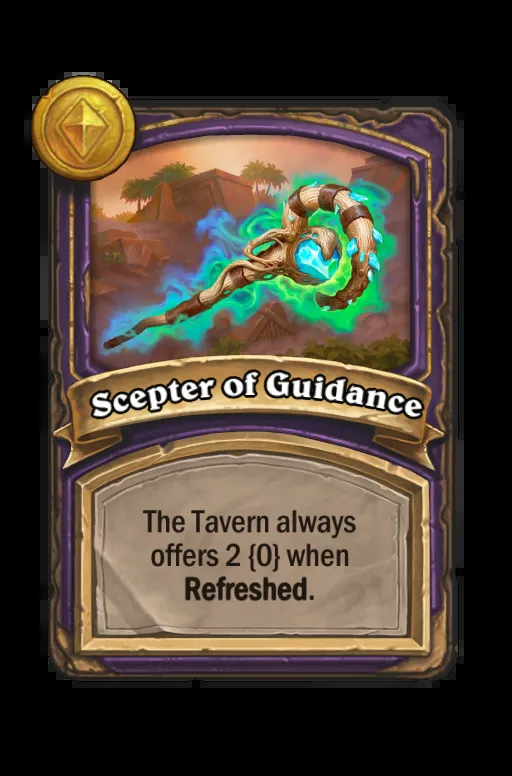 Scepter of Guidance
The Tavern always
offers 2 {0} when
Refreshed.